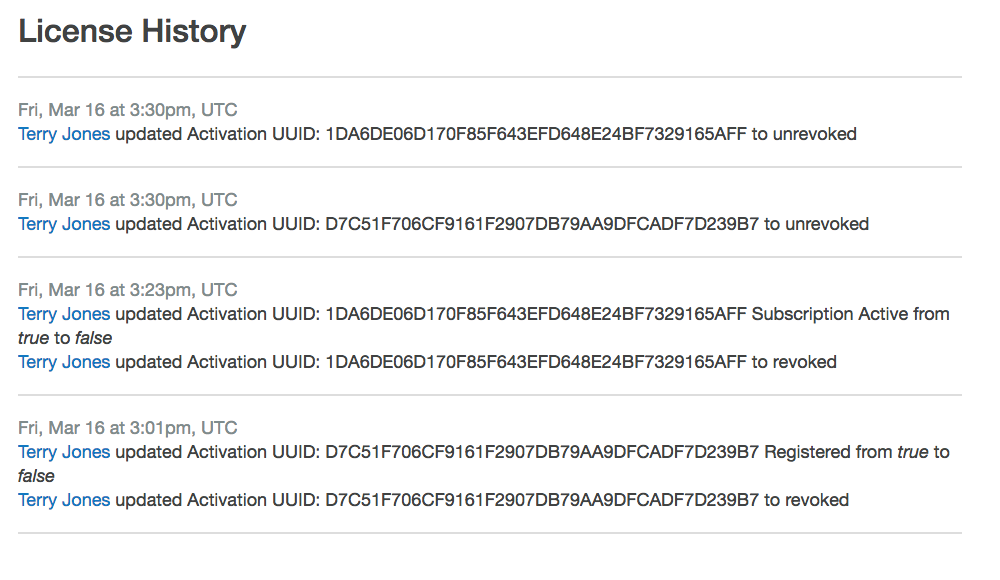 License History
Fri, Mar 16 at 3:30pm, UTC
Terry Jones updated Activation UUID: 1DA6DE06D170F85F643EFD648E24BF7329165AFF to unrevoked
Fri, Mar 16 at 3:30pm, UTC
Terry Jones updated Activation UUID: D7C51F706CF9161F2907DB79AA9DFCADF7D239B7 to unrevoked
Fri, Mar 16 at 3:23pm, UTC
Terry Jones updated Activation UUID: 1DA6DE06D170F85F643EFD648E24BF7329165AFF Subscription Active from
true to false
Terry Jones updated Activation UUID: 1DA6DE06D170F85F643EFD648E24BF7329165AFF to revoked
Fri, Mar 16 at 3:01pm, UTC
Terry Jones updated Activation UUID: D7C51F706CF9161F2907DB79AA9DFCADF7D239B7 Registered from true to
false
Terry Jones updated Activation UUID: D7C51F706CF9161F2907DB79AA9DFCADF7D239B7 to revoked